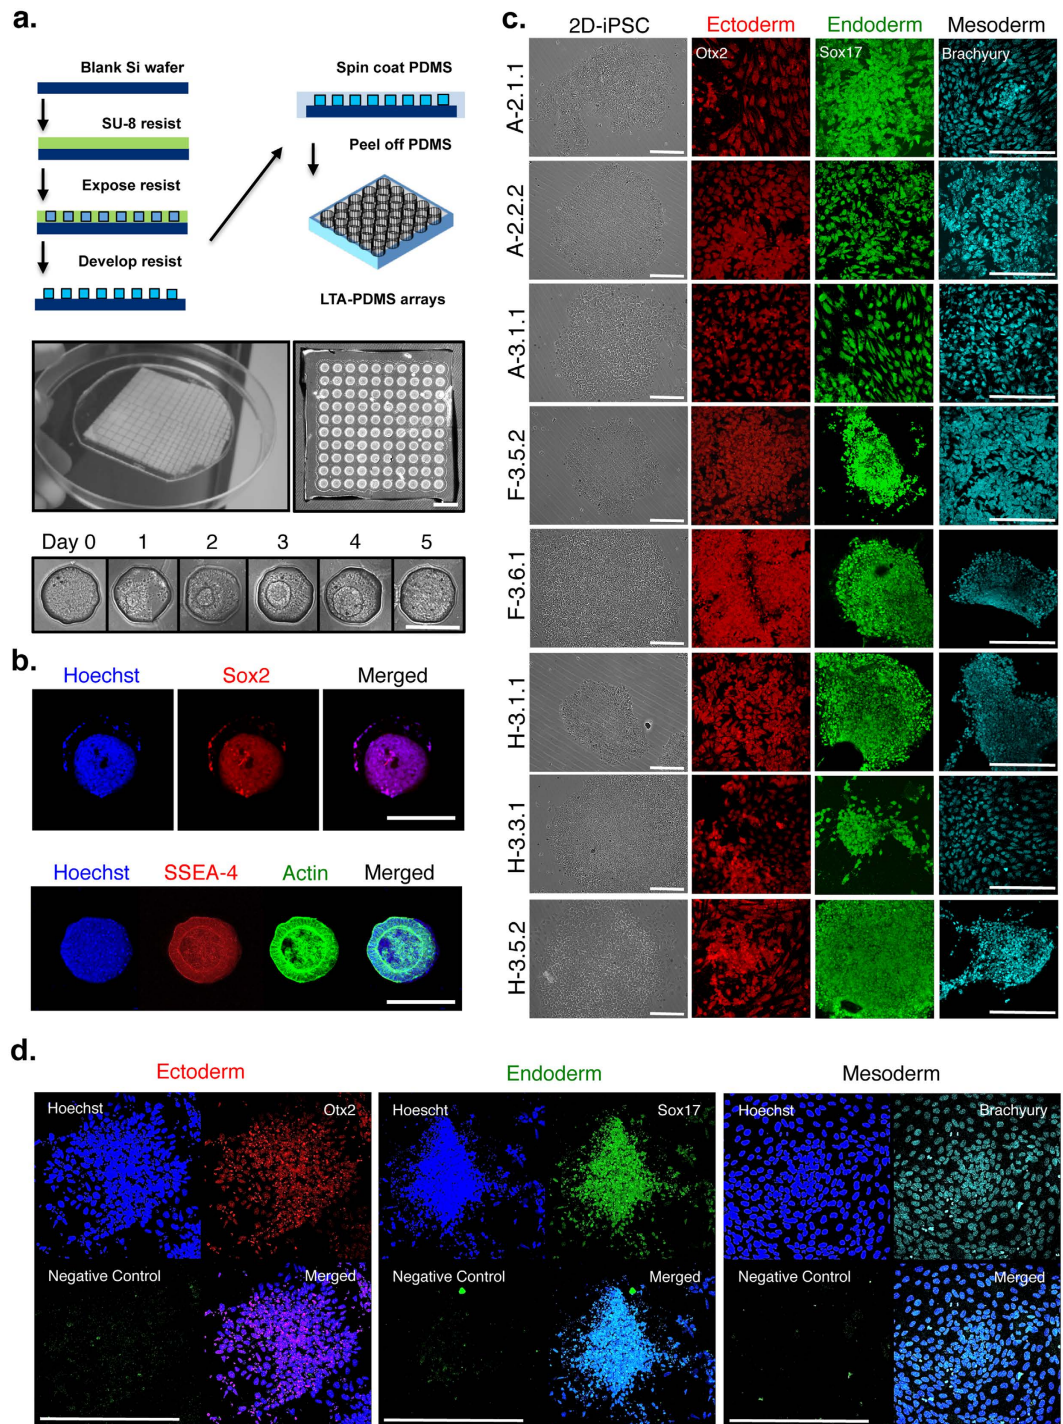 a.
Blank Si wafer
SU-8 resist
Expose resist
Develop resist
Spin coat PDMS
Peel off PDMS
LTA-PDMS arrays
Day 0 1 2 3 4 5
b.
Hoechst Sox2 Merged
Hoechst SSEA-4 Actin Merged
c.
2D-iPSC Ectoderm Endoderm Mesoderm
Otx2 Sox17 Brachyury
A-2.1.1
A-2.2.2
A-3.1.1
F-3.5.2
F-3.6.1
H-3.1.1
H-3.3.1
H-3.5.2
d.
Ectoderm Endoderm Mesoderm
Hoechst Otx2 Hoescht Sox17 Hoechst Brachyury
Negative Control Merged Negative Control Merged Negative Control Merged